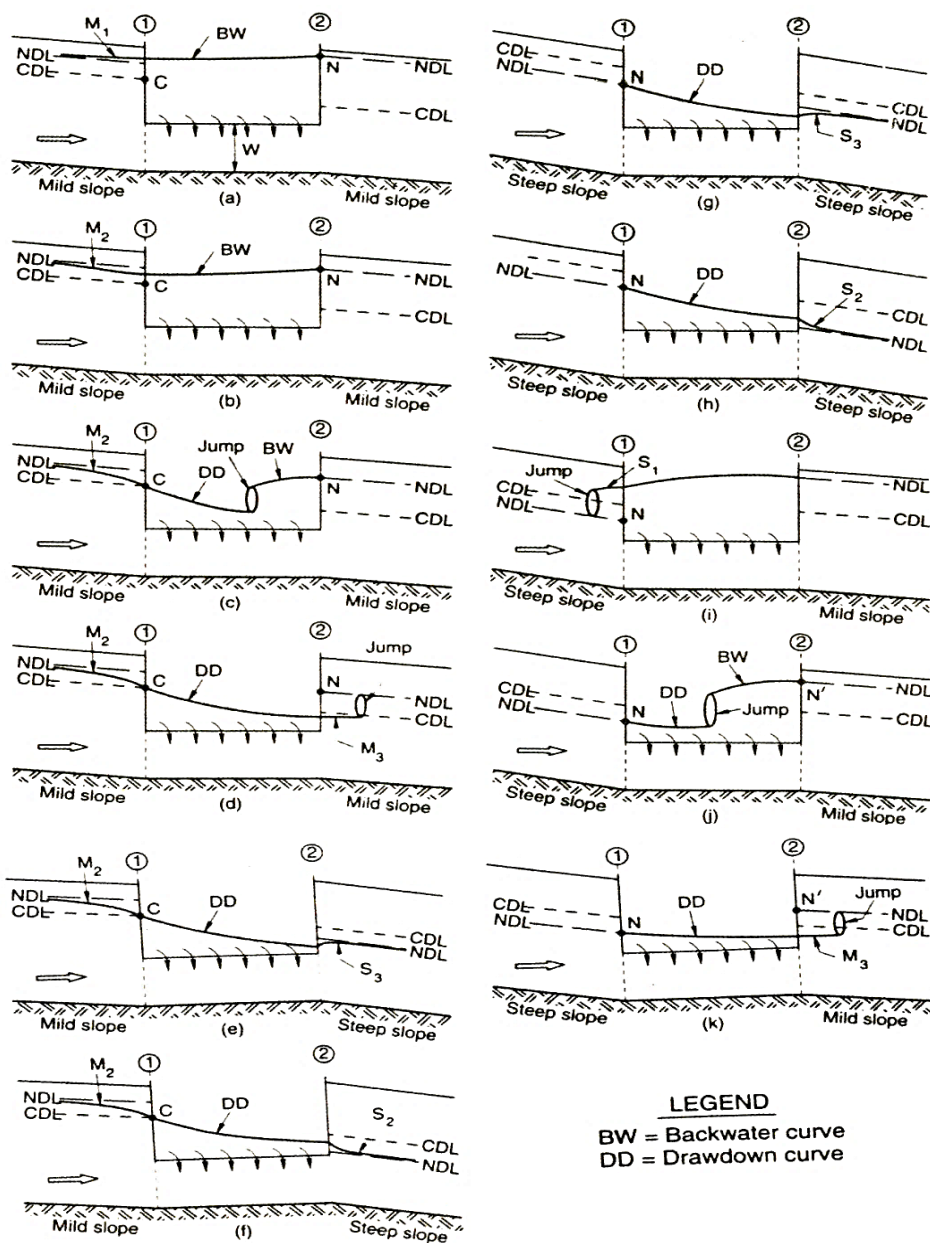 ① ②
M₁ BW
NDL N NDL
CDL C CDL
W
Mild slope (a) Mild slope
① ②
M₂ BW
NDL N NDL
CDL C CDL
Mild slope (b) Mild slope
① ②
M₂ Jump BW
NDL DD
CDL C N NDL
CDL
Mild slope (c) Mild slope
① ②
M₂ Jump
NDL DD N NDL
CDL C CDL
M₃
Mild slope (d) Mild slope
① ②
M₂
NDL DD
CDL C CDL
NDL
S₃
Mild slope (e) Steep slope
① ②
M₂
NDL DD S₂
CDL C CDL
NDL
Mild slope (f) Steep slope
① ②
CDL DD
NDL N CDL
NDL
S₃
Steep slope (g) Steep slope
① ②
DD S₂
NDL N CDL
NDL
Steep slope (h) Steep slope
① ②
Jump S₁
CDL NDL
NDL N CDL
Steep slope (i) Mild slope
① ②
BW
CDL DD N' NDL
NDL N Jump CDL
Steep slope (j) Mild slope
① ②
CDL DD N' Jump
NDL N NDL
CDL
M₃
Steep slope (k) Mild slope
LEGEND
BW = Backwater curve
DD = Drawdown curve